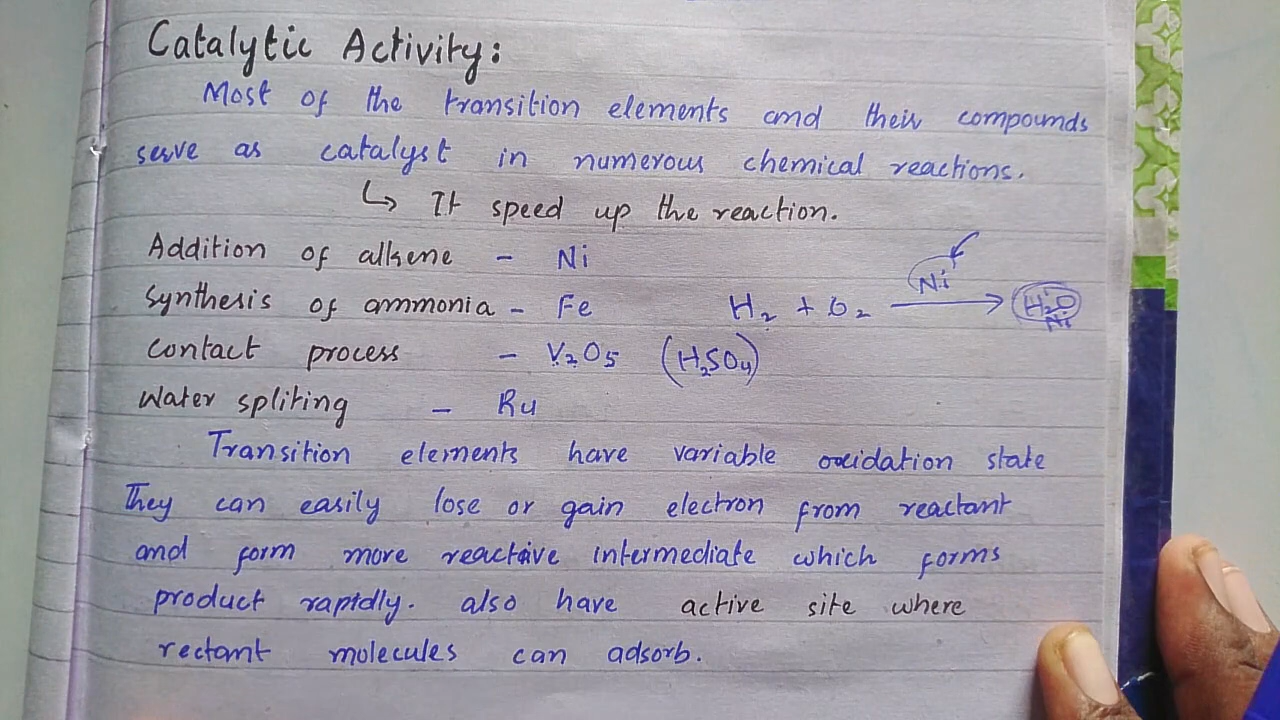 Catalytic Activity:
Most of the transition elements and their compounds
serve as catalyst in numerous chemical reactions.
↳ It speed up the reaction.
Addition of alkene - Ni
Synthesis of ammonia - Fe
H₂ + O₂ ⟶ H₂O
Ni
Ni
Contact process - V₂O₅ (H₂SO₄)
Water spliting - Ru
Transition elements have variable oxidation state
They can easily lose or gain electron from reactant
and form more reactive intermediate which forms
product rapidly. also have active site where
rectant molecules can adsorb.